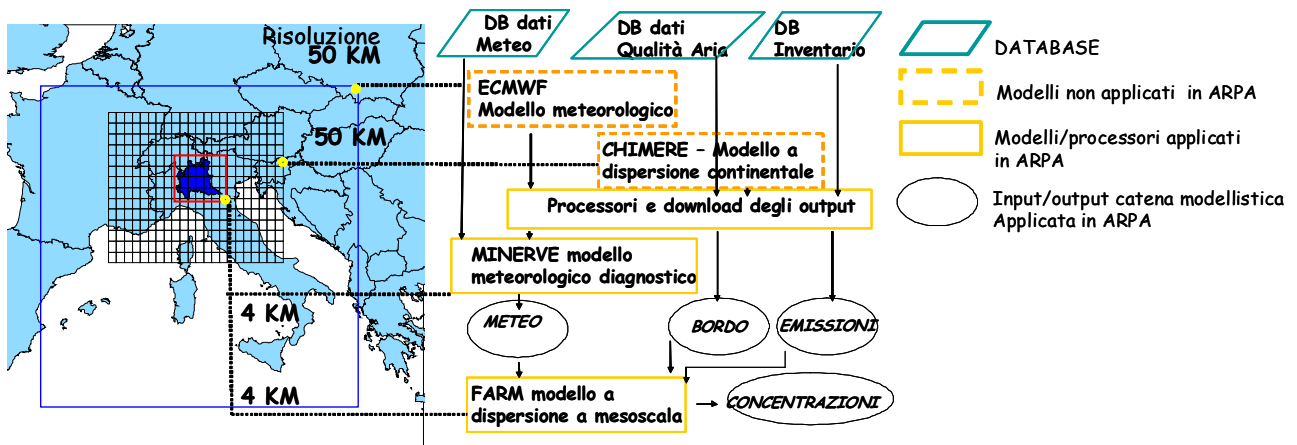 Risoluzione
50 KM
50 KM
4 KM
4 KM
DB dati
Meteo
DB dati
Qualità Aria
DB
Inventario
ECMWF
Modello meteorologico
CHIMERE – Modello a
dispersione continentale
Processori e download degli output
MINERVE modello
meteorologico diagnostico
METEO
BORDO
EMISSIONI
FARM modello a
dispersione a mesoscala
CONCENTRAZIONI
DATABASE
Modelli non applicati in ARPA
Modelli/processori applicati
in ARPA
Input/output catena modellistica
Applicata in ARPA